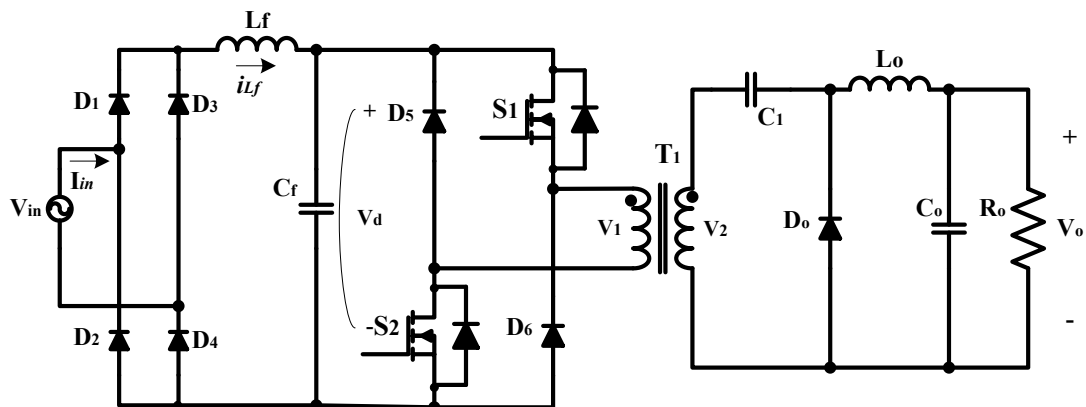 Lf
iLf
D1
D3
+
D5
S1
C1
Lo
T1
+
Iin
Vin
Cf
Vd
V1
V2
Do
Co
Ro
Vo
D2
D4
-S2
D6
-